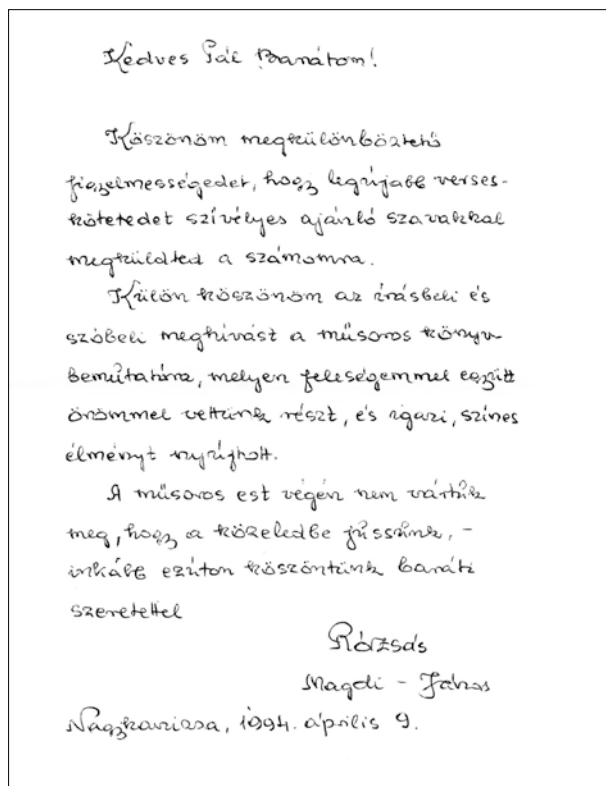 Kedves Pál Barátom!
Köszönöm megkülönböztető
figyelmességedet, hogy legújabb verses-
kötetedet szívélyes ajánló szavakkal
megküldted a számomra.
Külön köszönöm az írásbeli és
szóbeli meghívást a műsoros könyv-
bemutatóra, melyen feleségemmel együtt
örömmel vettünk részt, és igazi, színes
élményt nyújtott.
A műsoros est végén nem vártuk
meg, hogy a közeledbe jússunk, -
inkább ezúton köszöntünk baráti
szeretettel
Rózsás
Magdi - János
Nagykanizsa, 1994. április 9.